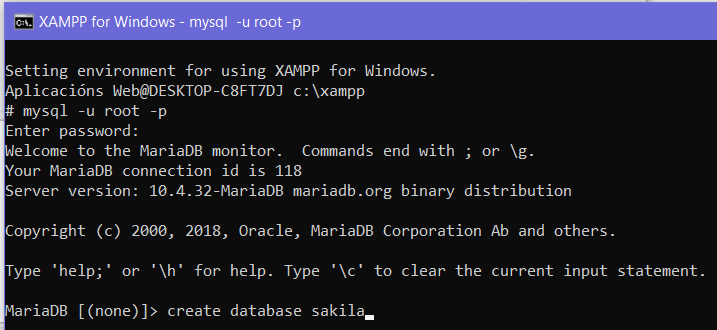 XAMPP for Windows - mysql  -u root -p
Setting environment for using XAMPP for Windows.
Aplicacións Web@DESKTOP-C8FT7DJ c:\xampp
# mysql -u root -p
Enter password:
Welcome to the MariaDB monitor.  Commands end with ; or \g.
Your MariaDB connection id is 118
Server version: 10.4.32-MariaDB mariadb.org binary distribution
Copyright (c) 2000, 2018, Oracle, MariaDB Corporation Ab and others.
Type 'help;' or '\h' for help. Type '\c' to clear the current input statement.
MariaDB [(none)]> create database sakila